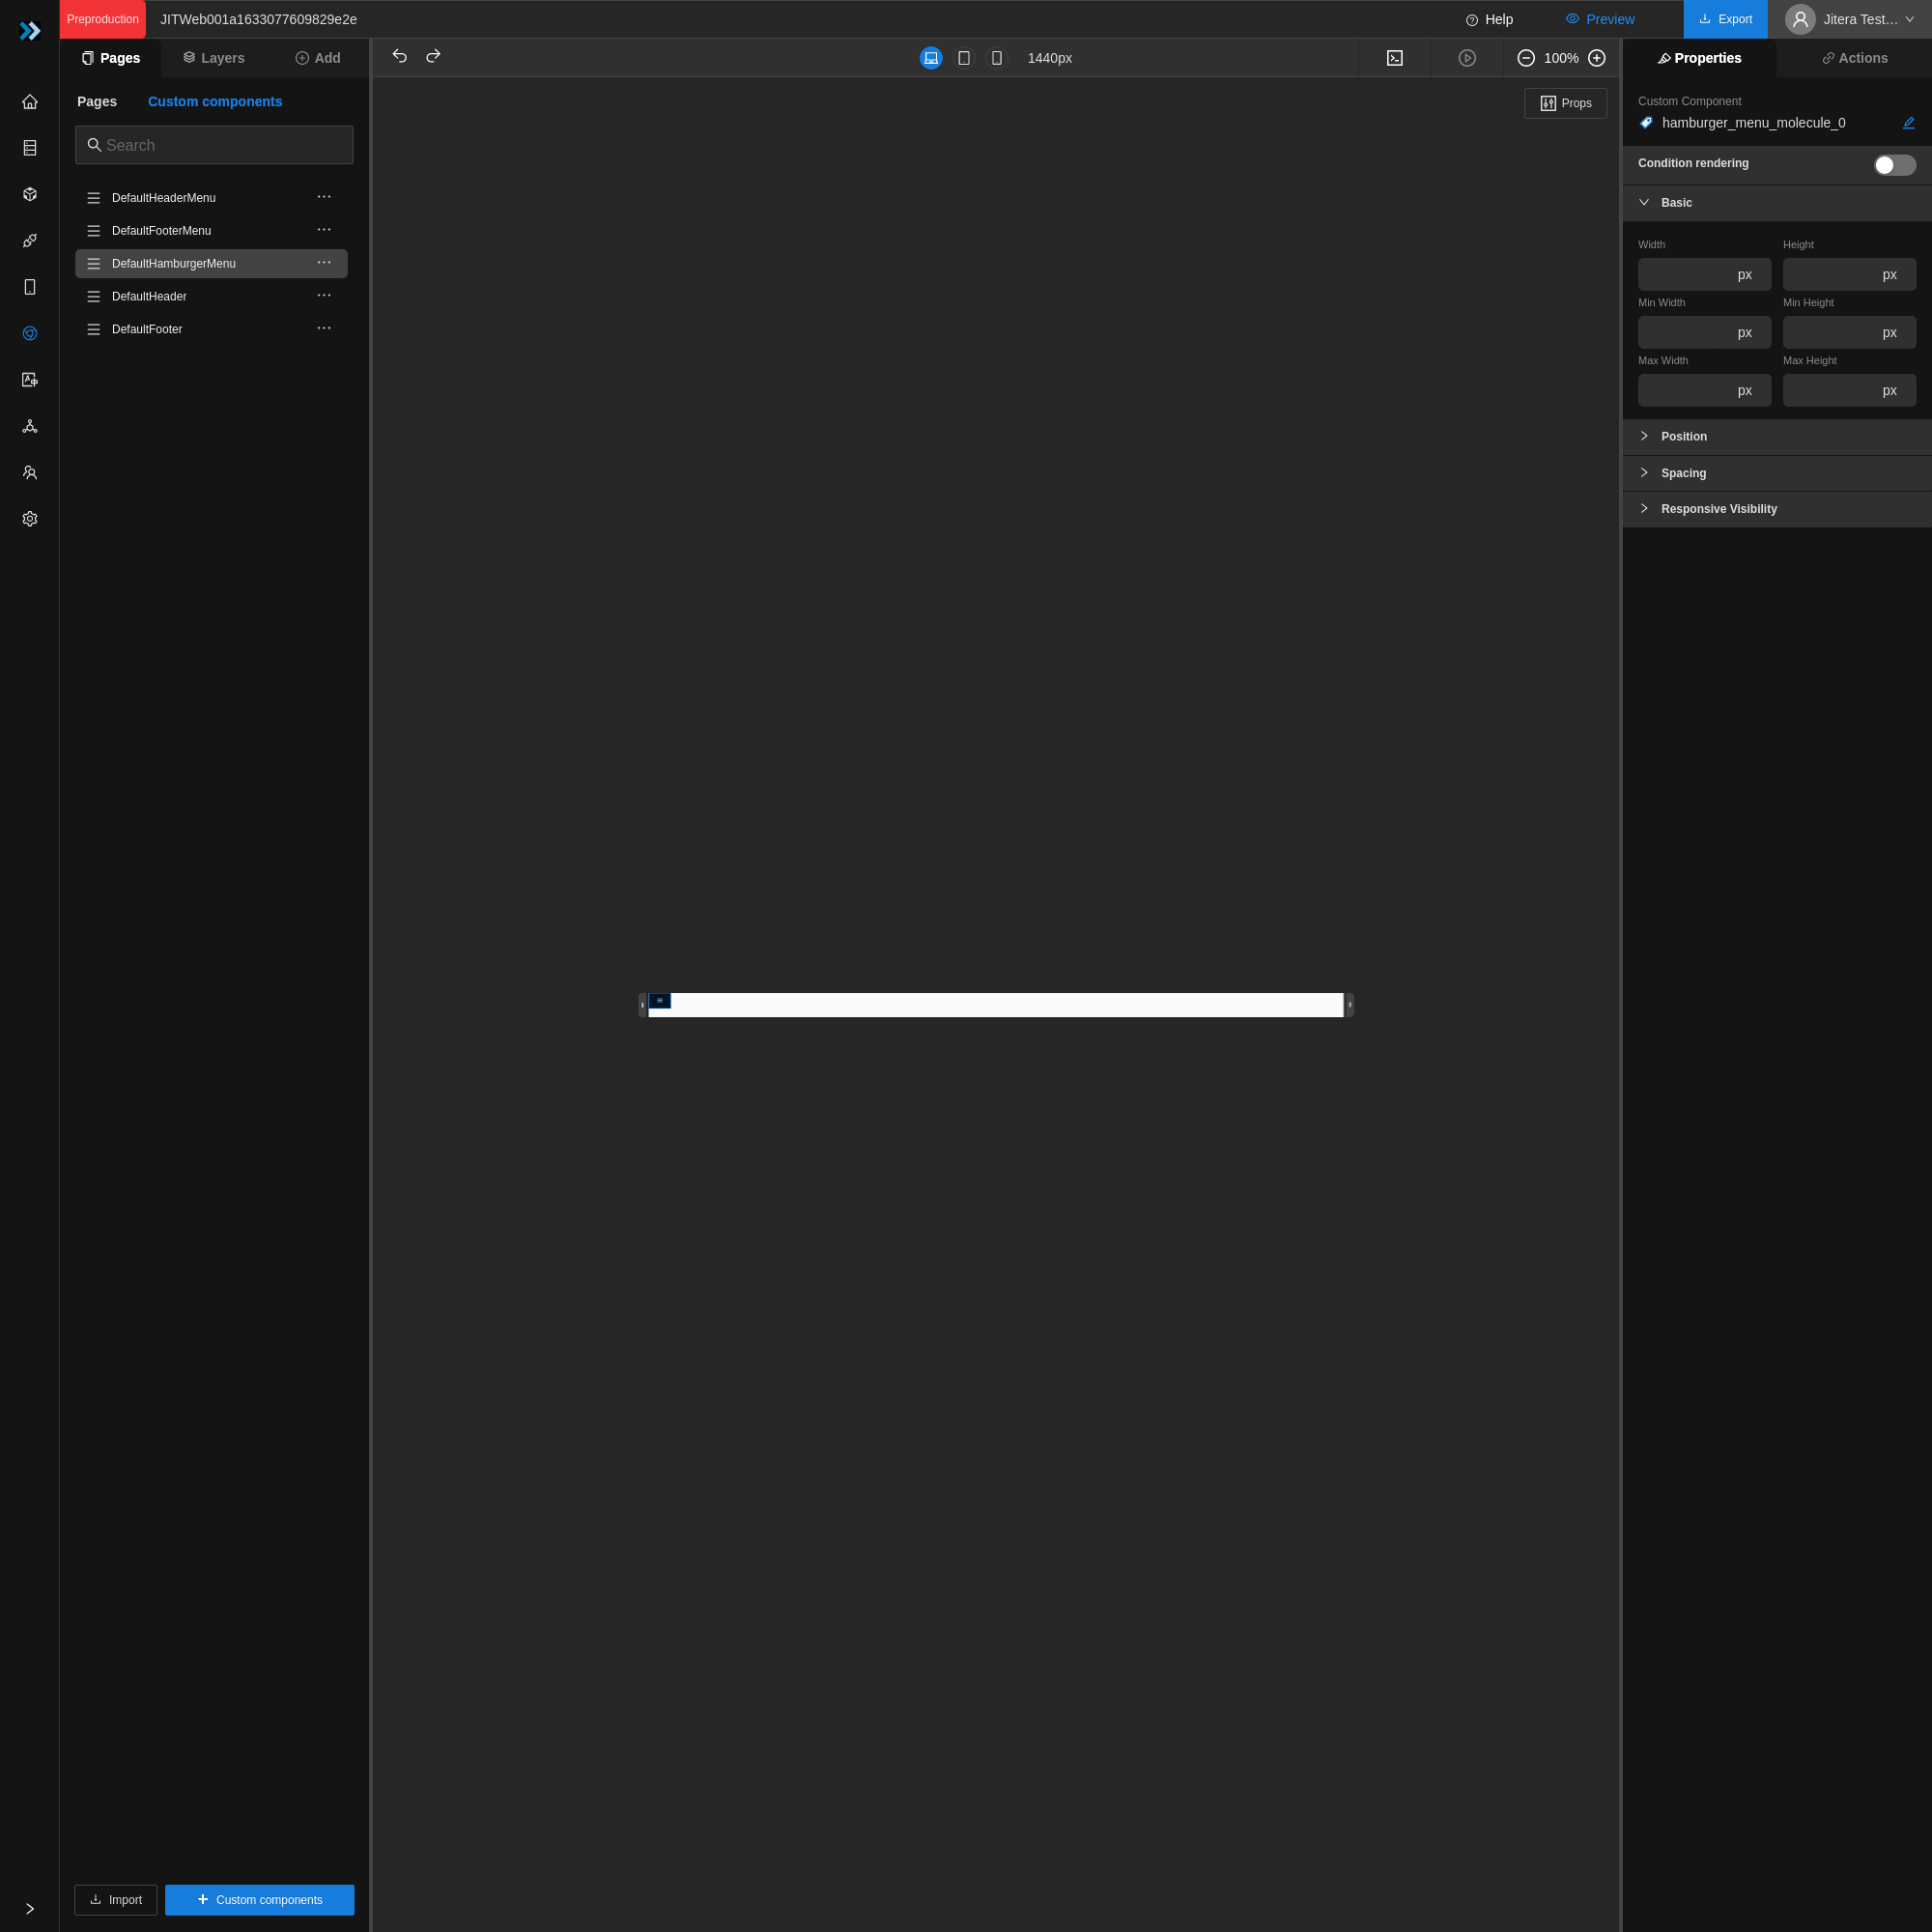 Preproduction
JITWeb001a1633077609829e2e
Help
Preview
Export
Jitera Test…
Pages
Layers
Add
1440px
100%
Properties
Actions
Pages
Custom components
Search
DefaultHeaderMenu
DefaultFooterMenu
DefaultHamburgerMenu
DefaultHeader
DefaultFooter
Import
Custom components
Props
Custom Component
hamburger_menu_molecule_0
Condition rendering
Basic
Width
Height
px
px
Min Width
Min Height
px
px
Max Width
Max Height
px
px
Position
Spacing
Responsive Visibility